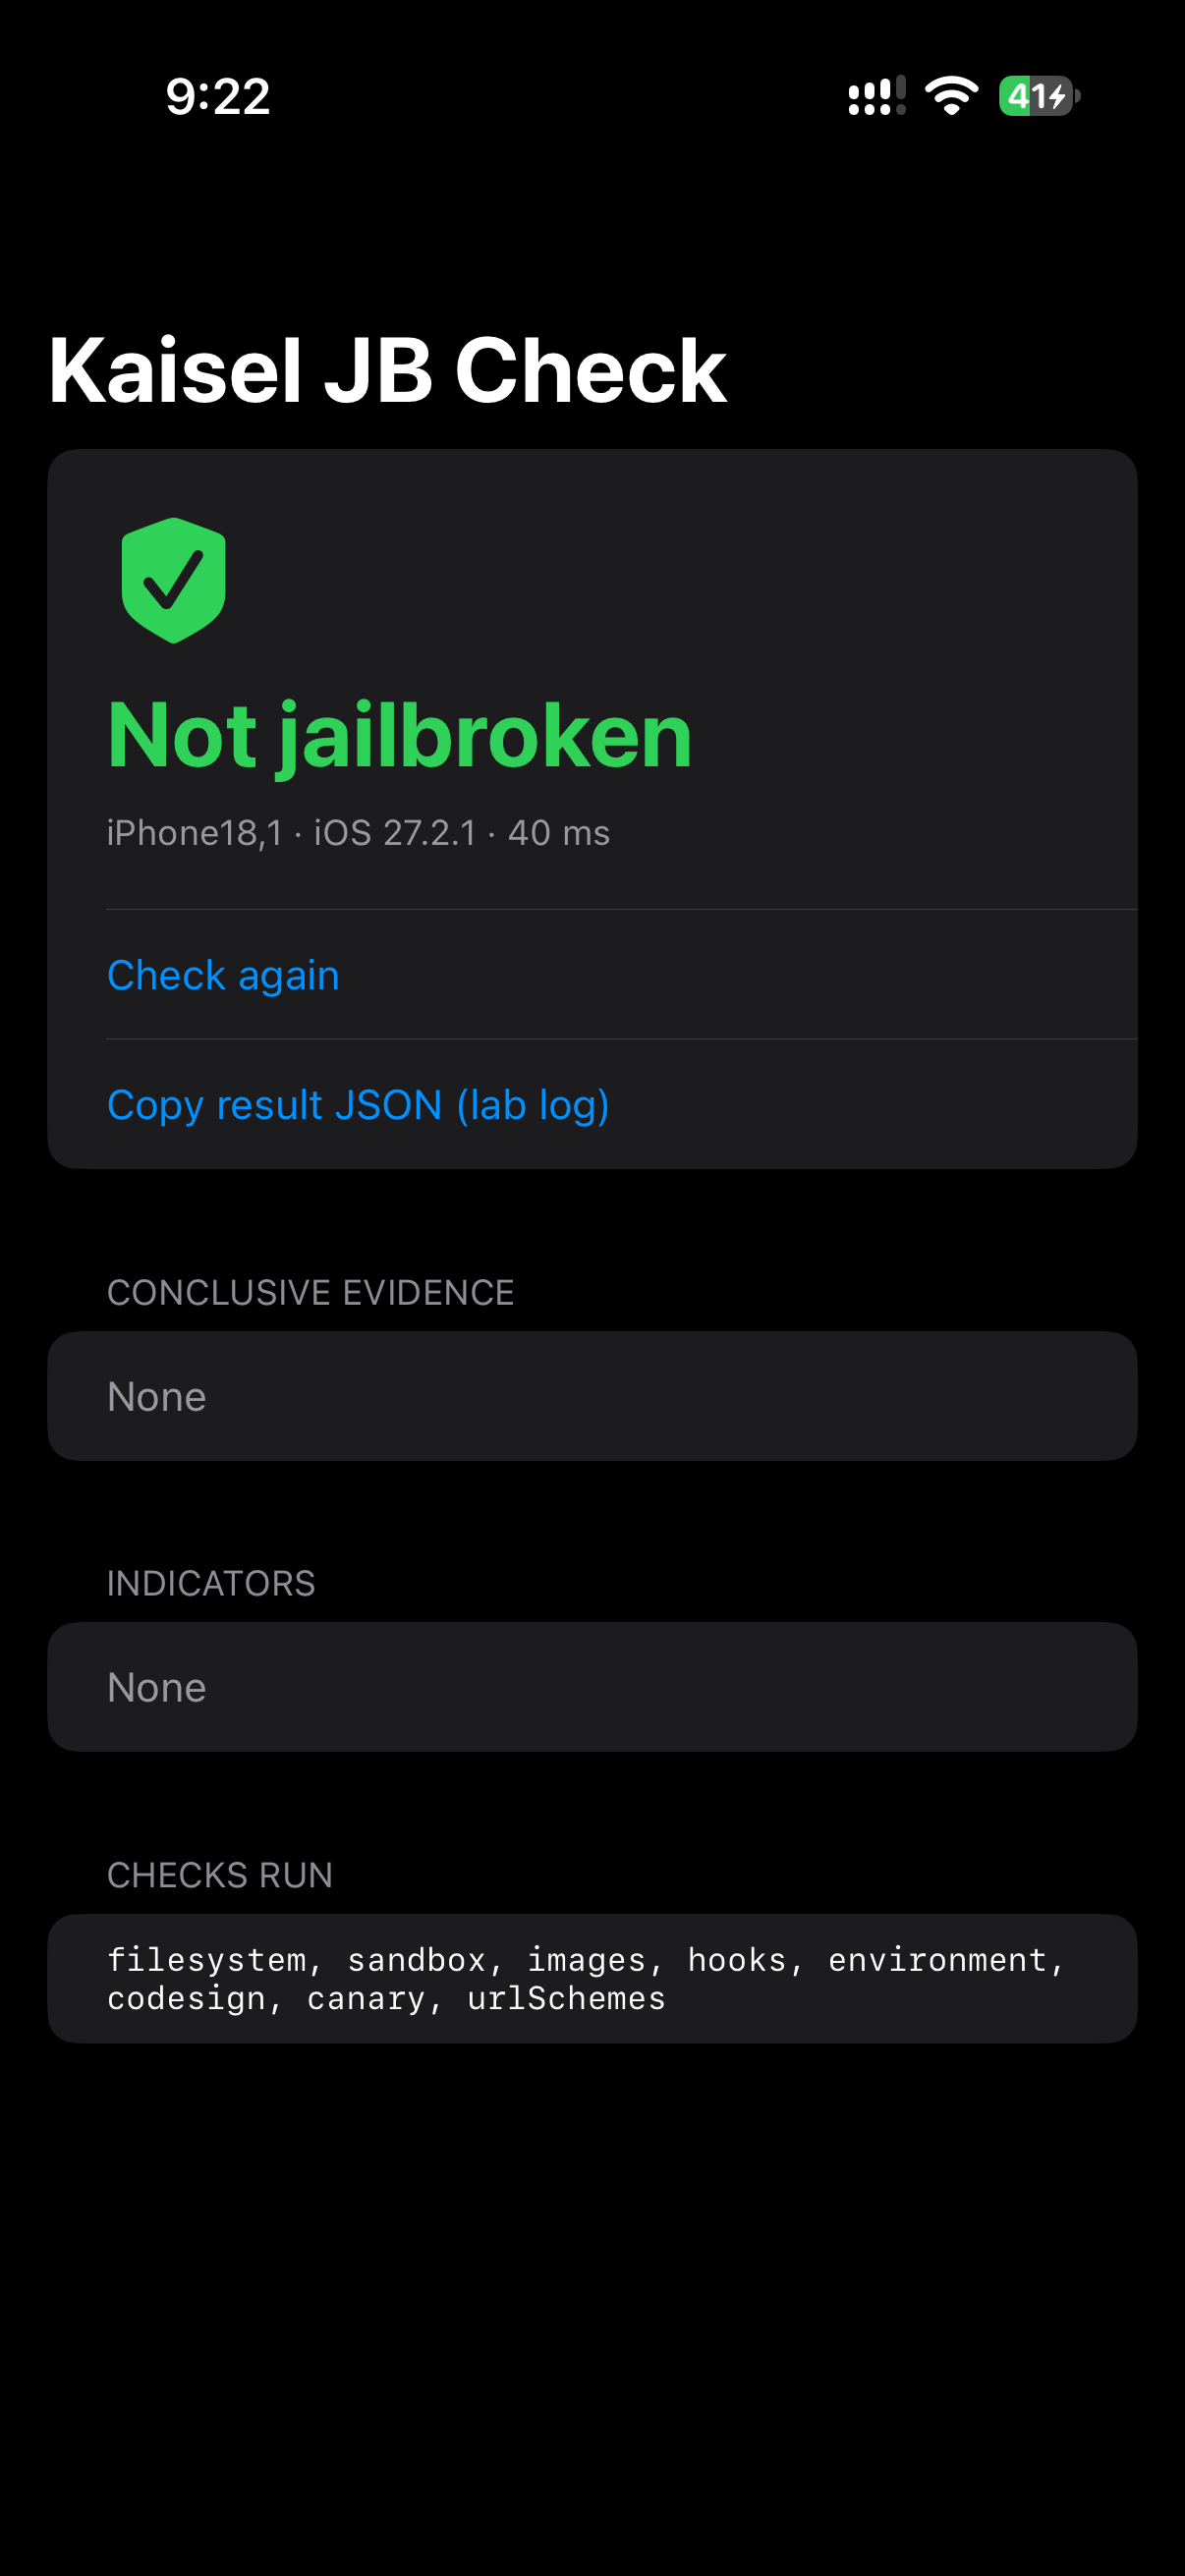 9:22
41
Kaisel JB Check
Not jailbroken
iPhone18,1 · iOS 27.2.1 · 40 ms
Check again
Copy result JSON (lab log)
CONCLUSIVE EVIDENCE
None
INDICATORS
None
CHECKS RUN
filesystem, sandbox, images, hooks, environment,
codesign, canary, urlSchemes